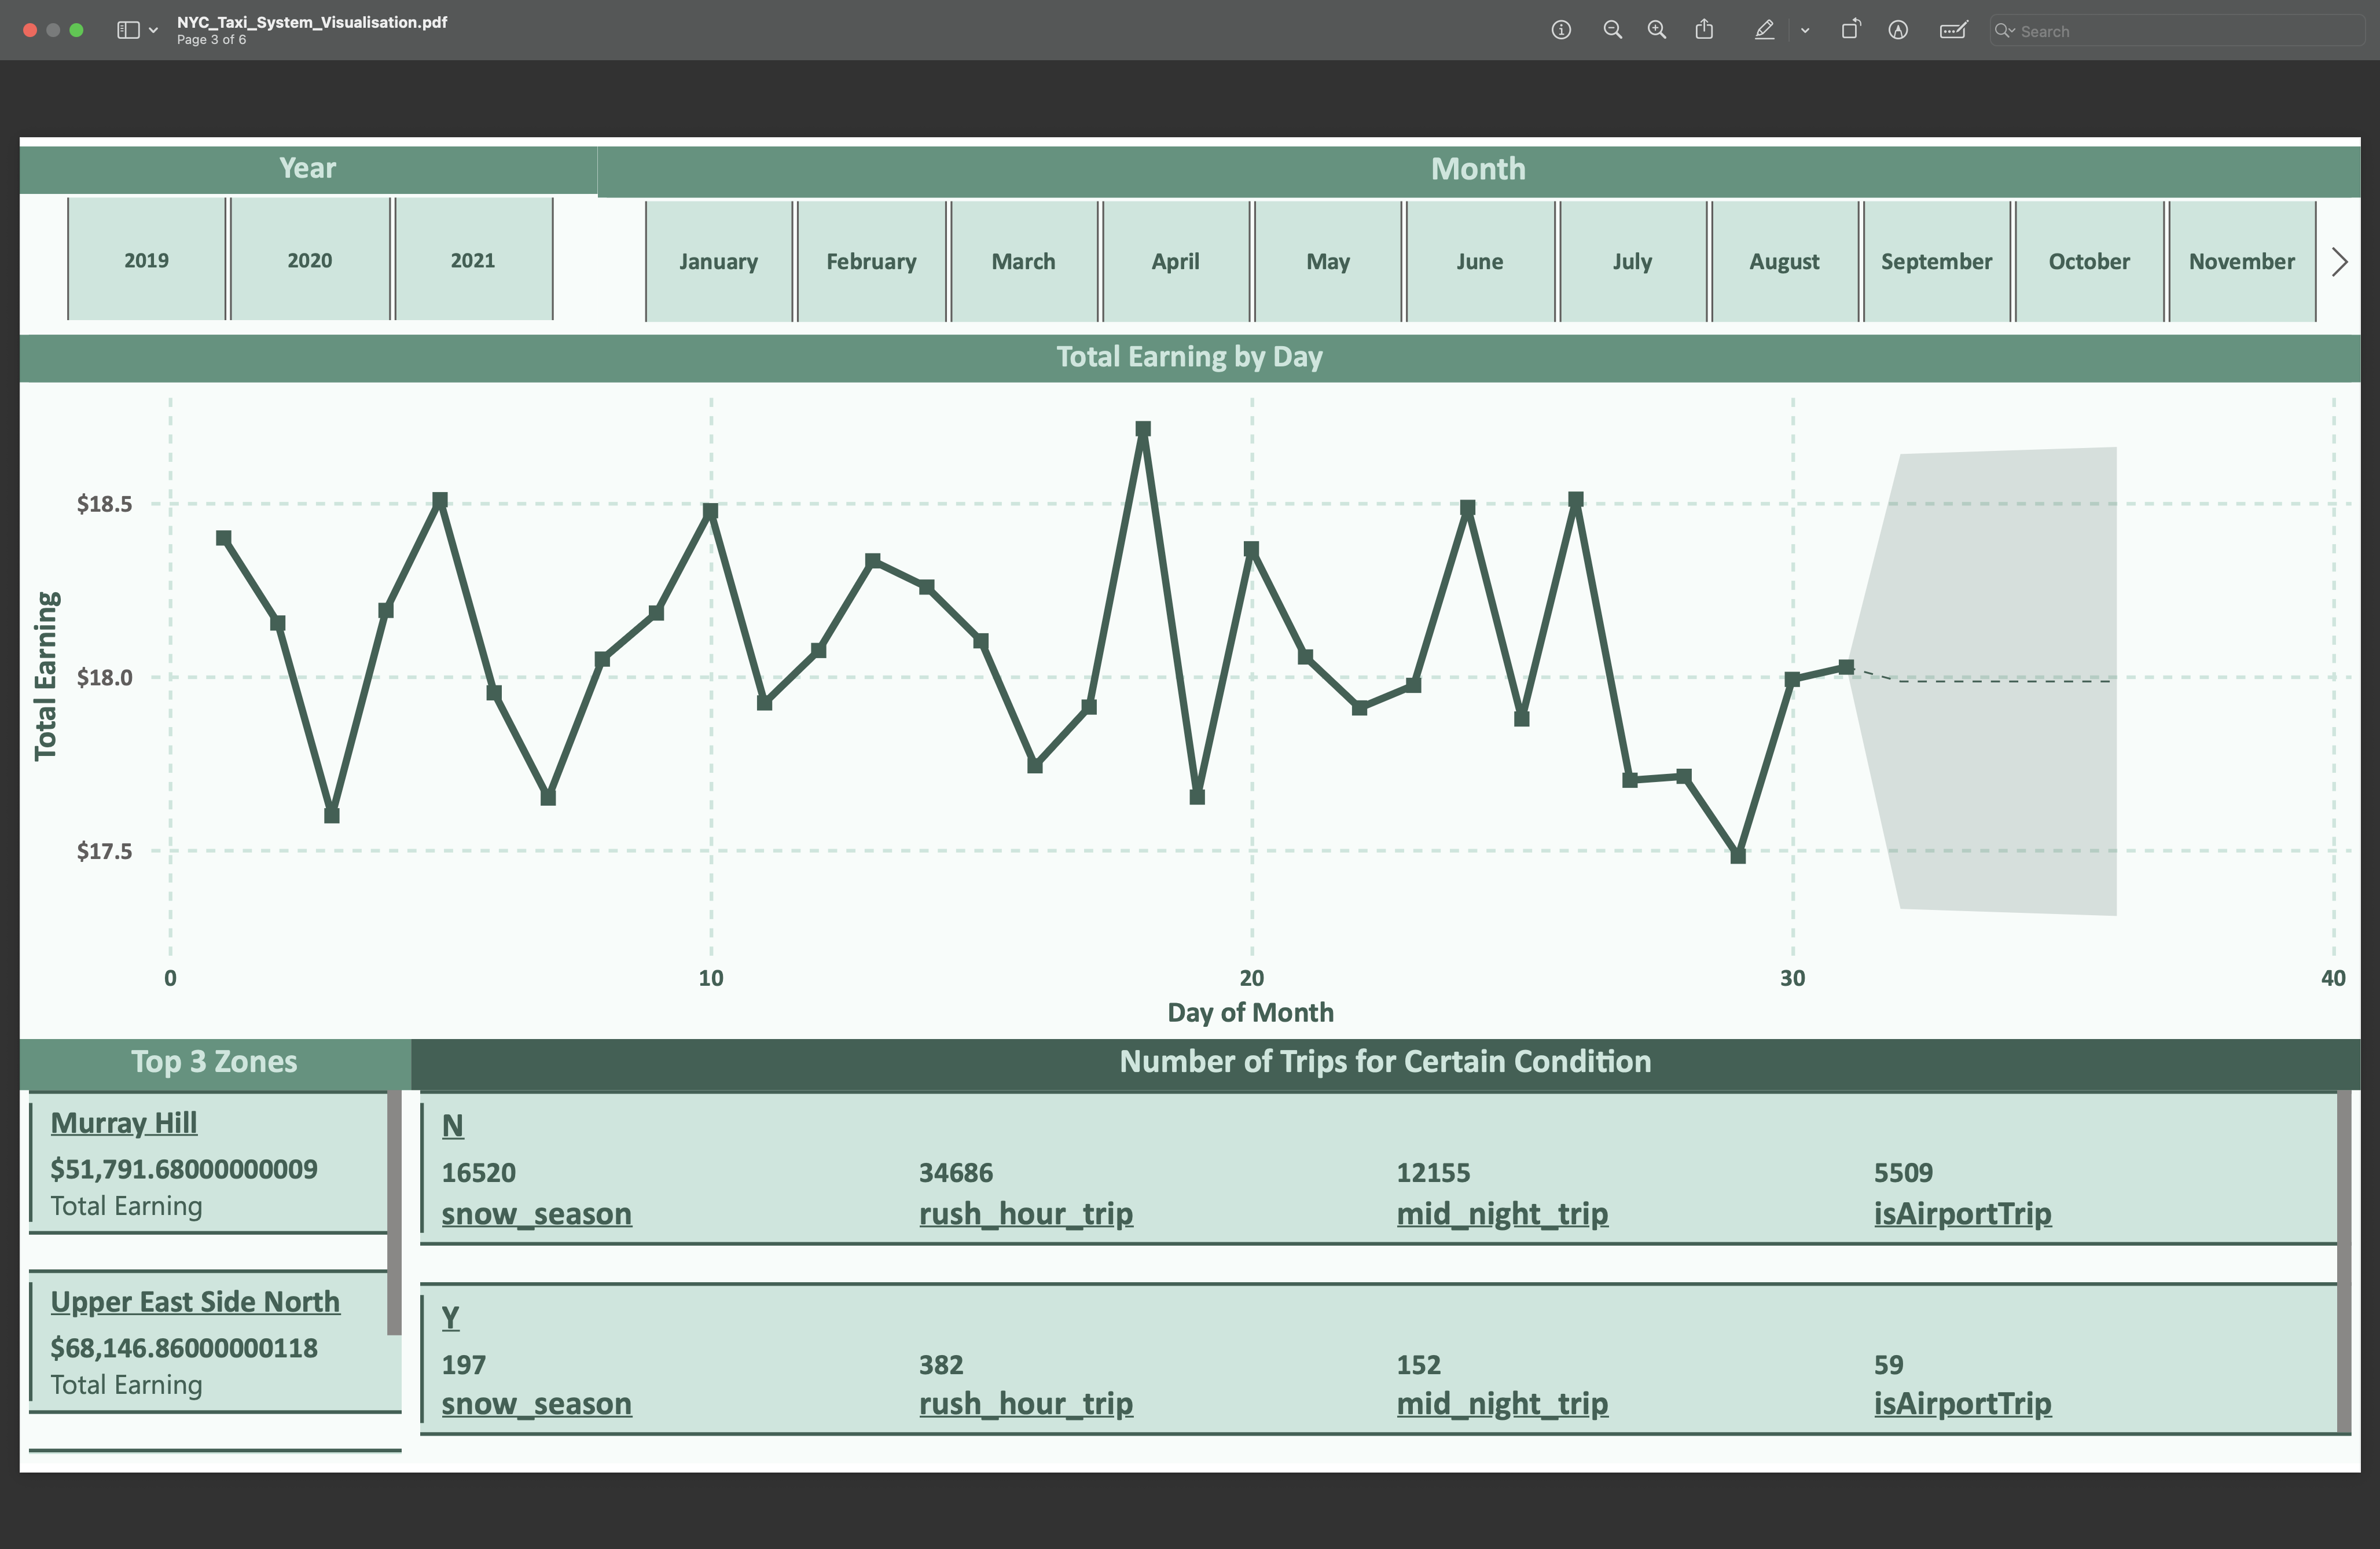 NYC_Taxi_System_Visualisation.pdf
Page 3 of 6
Search
Year
Month
2019
2020
2021
January
February
March
April
May
June
July
August
September
October
November
Total Earning by Day
Total Earning
$18.5
$18.0
$17.5
0
10
20
30
40
Day of Month
Top 3 Zones
Murray Hill
$51,791.68000000009
Total Earning
Upper East Side North
$68,146.86000000118
Total Earning
Number of Trips for Certain Condition
N
16520
34686
12155
5509
snow_season
rush_hour_trip
mid_night_trip
isAirportTrip
Y
197
382
152
59
snow_season
rush_hour_trip
mid_night_trip
isAirportTrip